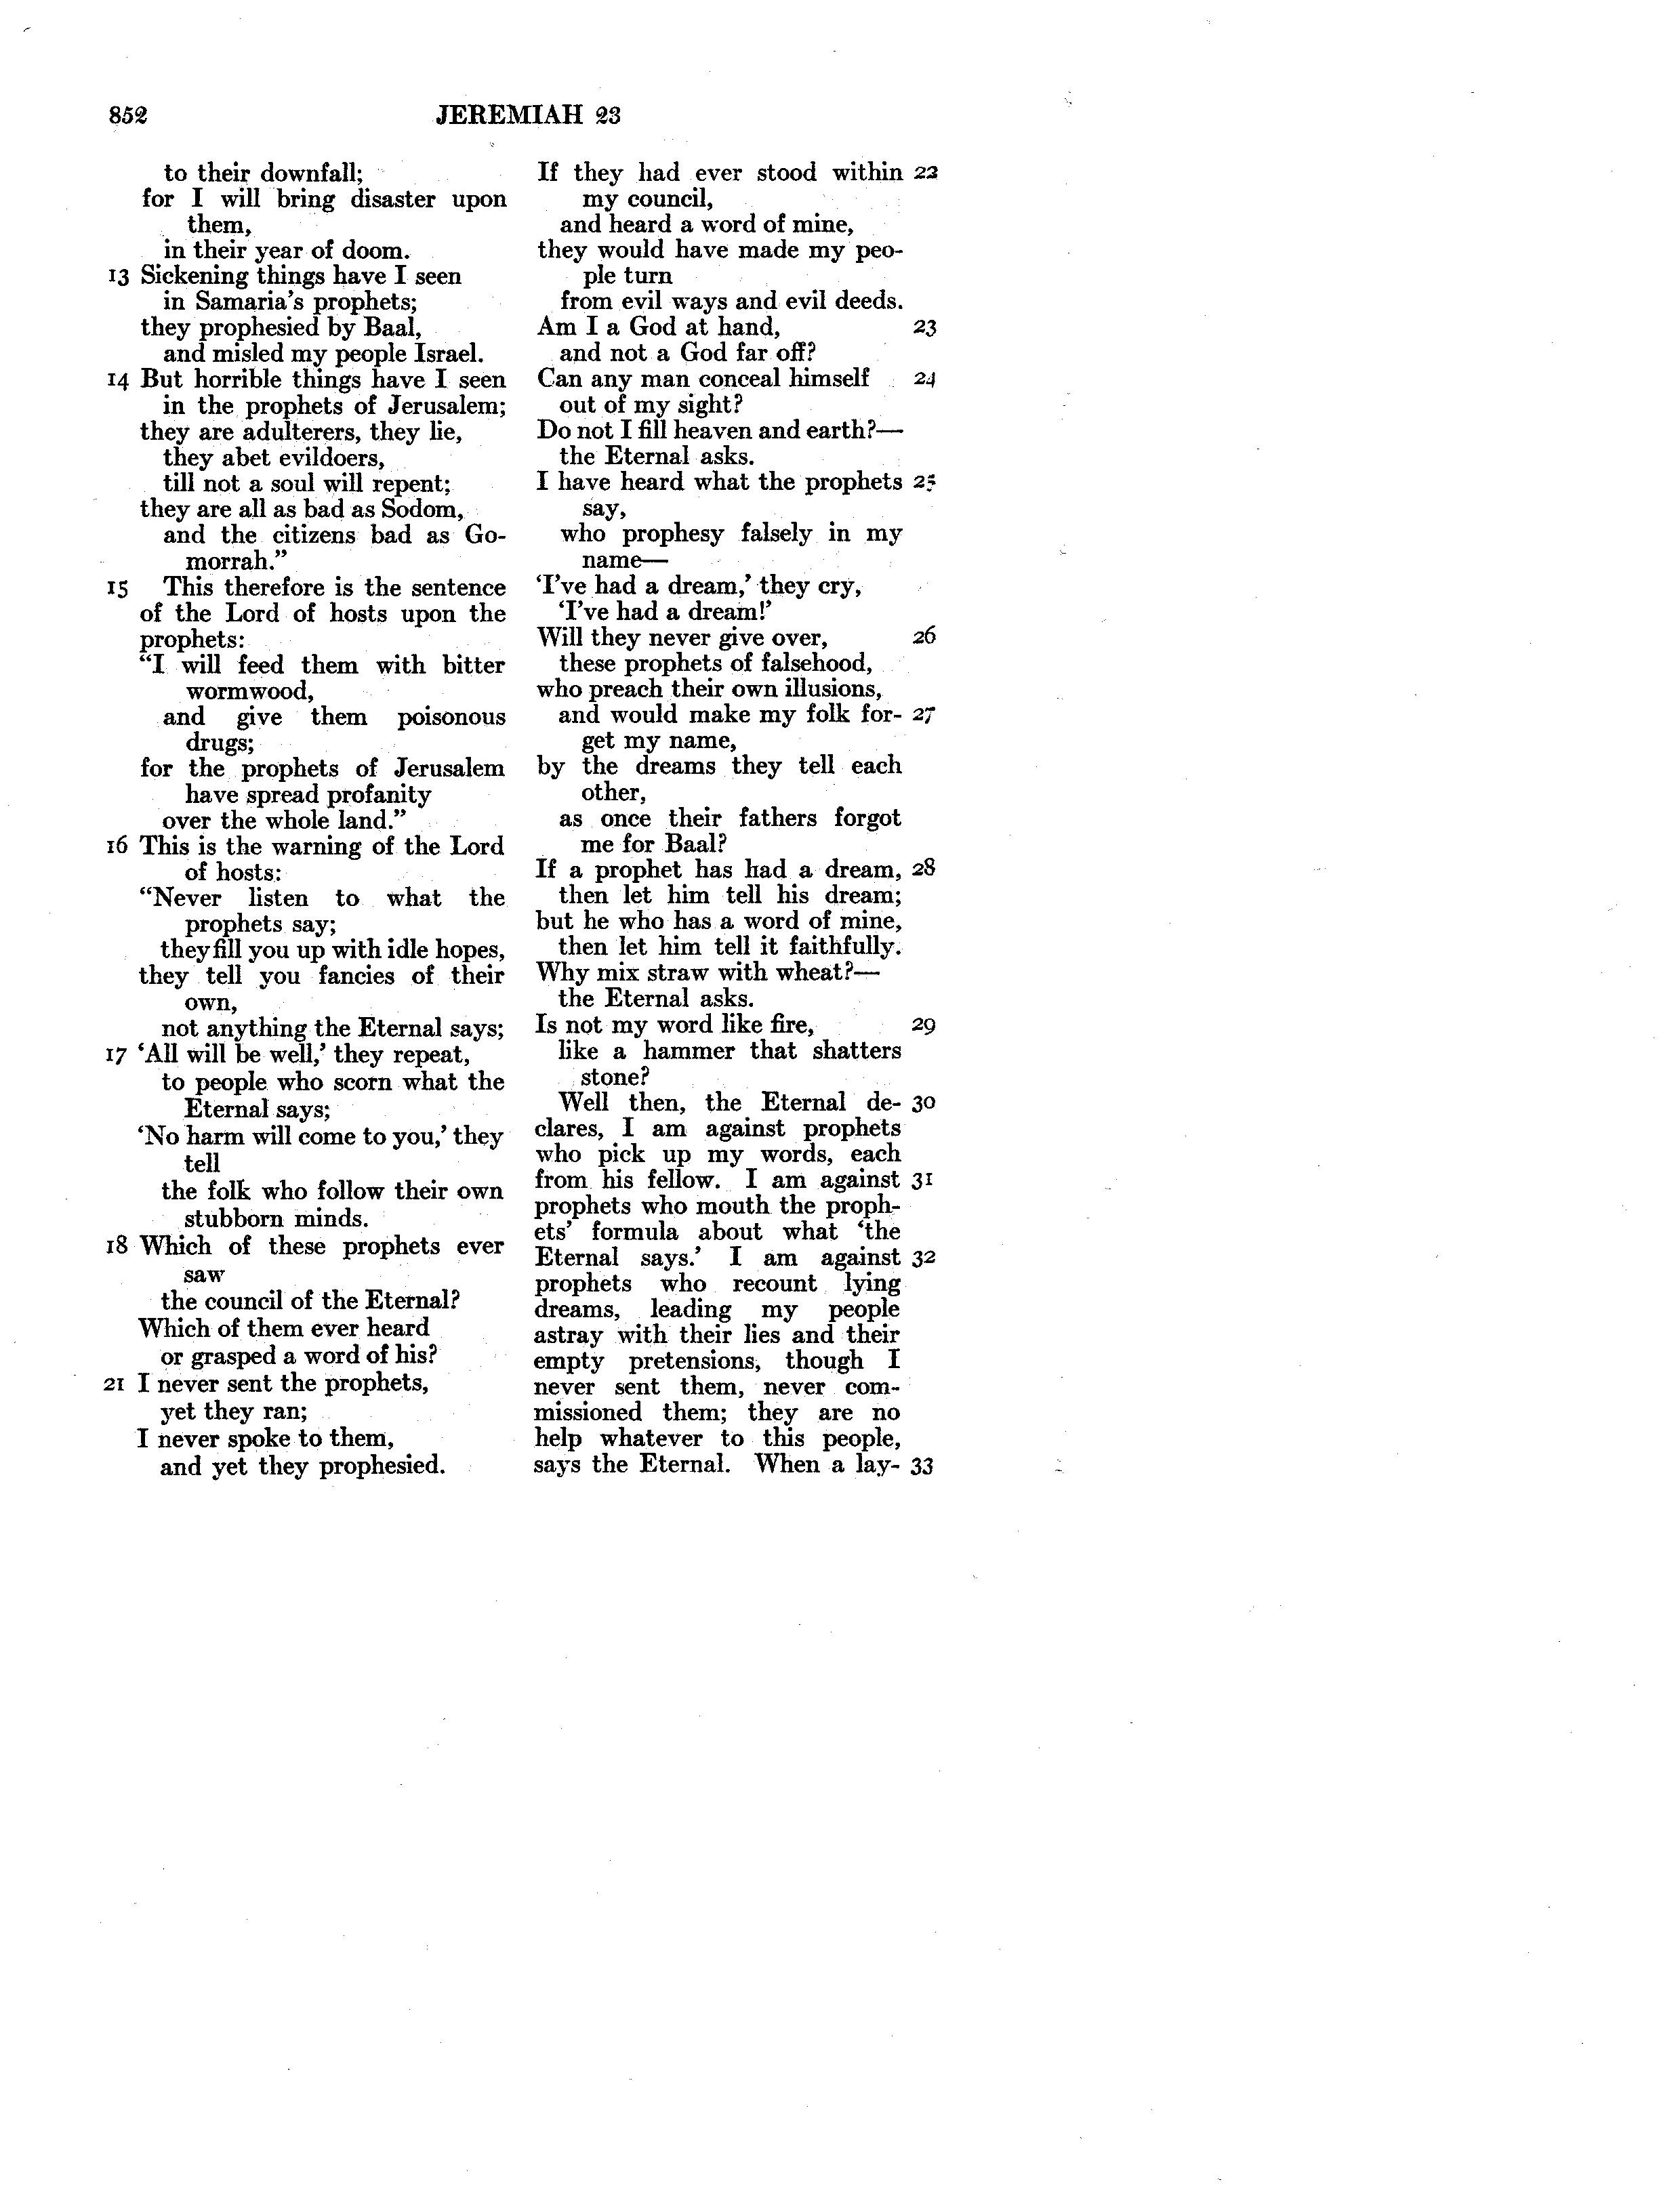 852
JEREMIAH 23
to their downfall;
for I will bring disaster upon
them,
in their year of doom.
13 Sickening things have I seen
in Samaria's prophets;
they prophesied by Baal,
and misled my people Israel.
14 But horrible things have I seen
in the prophets of Jerusalem;
they are adulterers, they lie,
they abet evildoers,
till not a soul will repent;
they are all as bad as Sodom,
and the citizens bad as Go-
morrah.”
15 This therefore is the sentence
of the Lord of hosts upon the
prophets:
“I will feed them with bitter
wormwood,
and give them poisonous
drugs;
for the prophets of Jerusalem
have spread profanity
over the whole land.”
16 This is the warning of the Lord
of hosts:
“Never listen to what the
prophets say;
they fill you up with idle hopes,
they tell you fancies of their
own,
not anything the Eternal says;
17 ‘All will be well,’ they repeat,
to people who scorn what the
Eternal says;
‘No harm will come to you,’ they
tell
the folk who follow their own
stubborn minds.
18 Which of these prophets ever
saw
the council of the Eternal?
Which of them ever heard
or grasped a word of his?
21 I never sent the prophets,
yet they ran;
I never spoke to them,
and yet they prophesied.
If they had ever stood within 22
my council,
and heard a word of mine,
they would have made my peo-
ple turn
from evil ways and evil deeds.
Am I a God at hand, 23
and not a God far off?
Can any man conceal himself 24
out of my sight?
Do not I fill heaven and earth?—
the Eternal asks.
I have heard what the prophets 25
say,
who prophesy falsely in my
name—
‘I've had a dream,’ they cry,
‘I've had a dream!’
Will they never give over, 26
these prophets of falsehood,
who preach their own illusions,
and would make my folk for- 27
get my name,
by the dreams they tell each
other,
as once their fathers forgot
me for Baal?
If a prophet has had a dream, 28
then let him tell his dream;
but he who has a word of mine,
then let him tell it faithfully.
Why mix straw with wheat?—
the Eternal asks.
Is not my word like fire, 29
like a hammer that shatters
stone?
Well then, the Eternal de- 30
clares, I am against prophets
who pick up my words, each
from his fellow. I am against 31
prophets who mouth the proph-
ets’ formula about what ‘the
Eternal says.’ I am against 32
prophets who recount lying
dreams, leading my people
astray with their lies and their
empty pretensions, though I
never sent them, never com-
missioned them; they are no
help whatever to this people,
says the Eternal. When a lay- 33